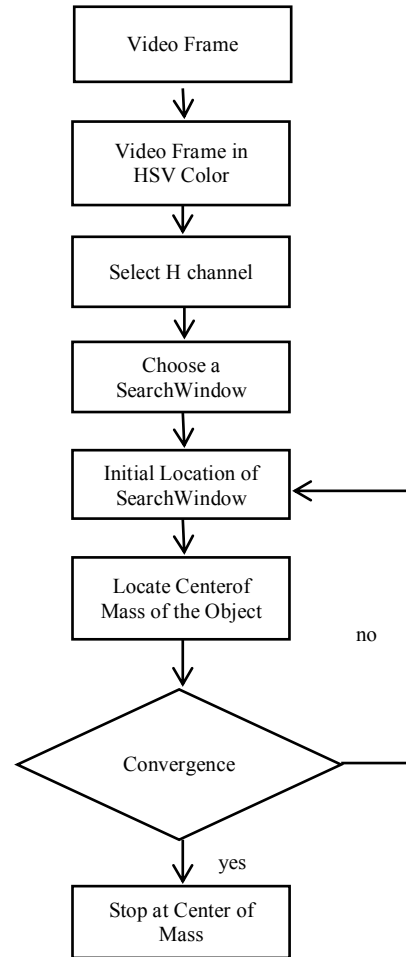 Video Frame
Video Frame in
HSV Color
Select H channel
Choose a
SearchWindow
Initial Location of
SearchWindow
Locate Centerof
Mass of the Object
no
Convergence
yes
Stop at Center of
Mass